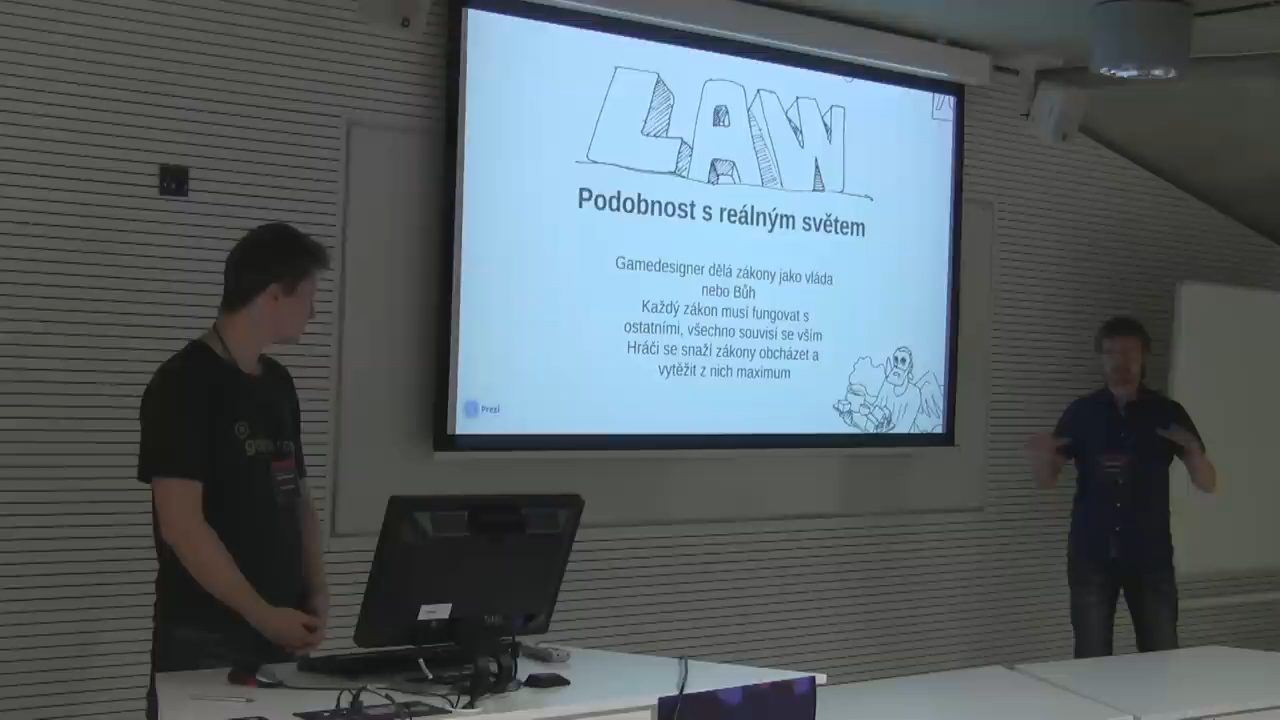 LAW
Podobnost s reálným světem
Gamedesigner dělá zákony jako vláda
nebo Bůh
Každý zákon musí fungovat s
ostatními, všechno souvisí se vším
Hráči se snaží zákony obcházet a
vytěžit z nich maximum
Prezi